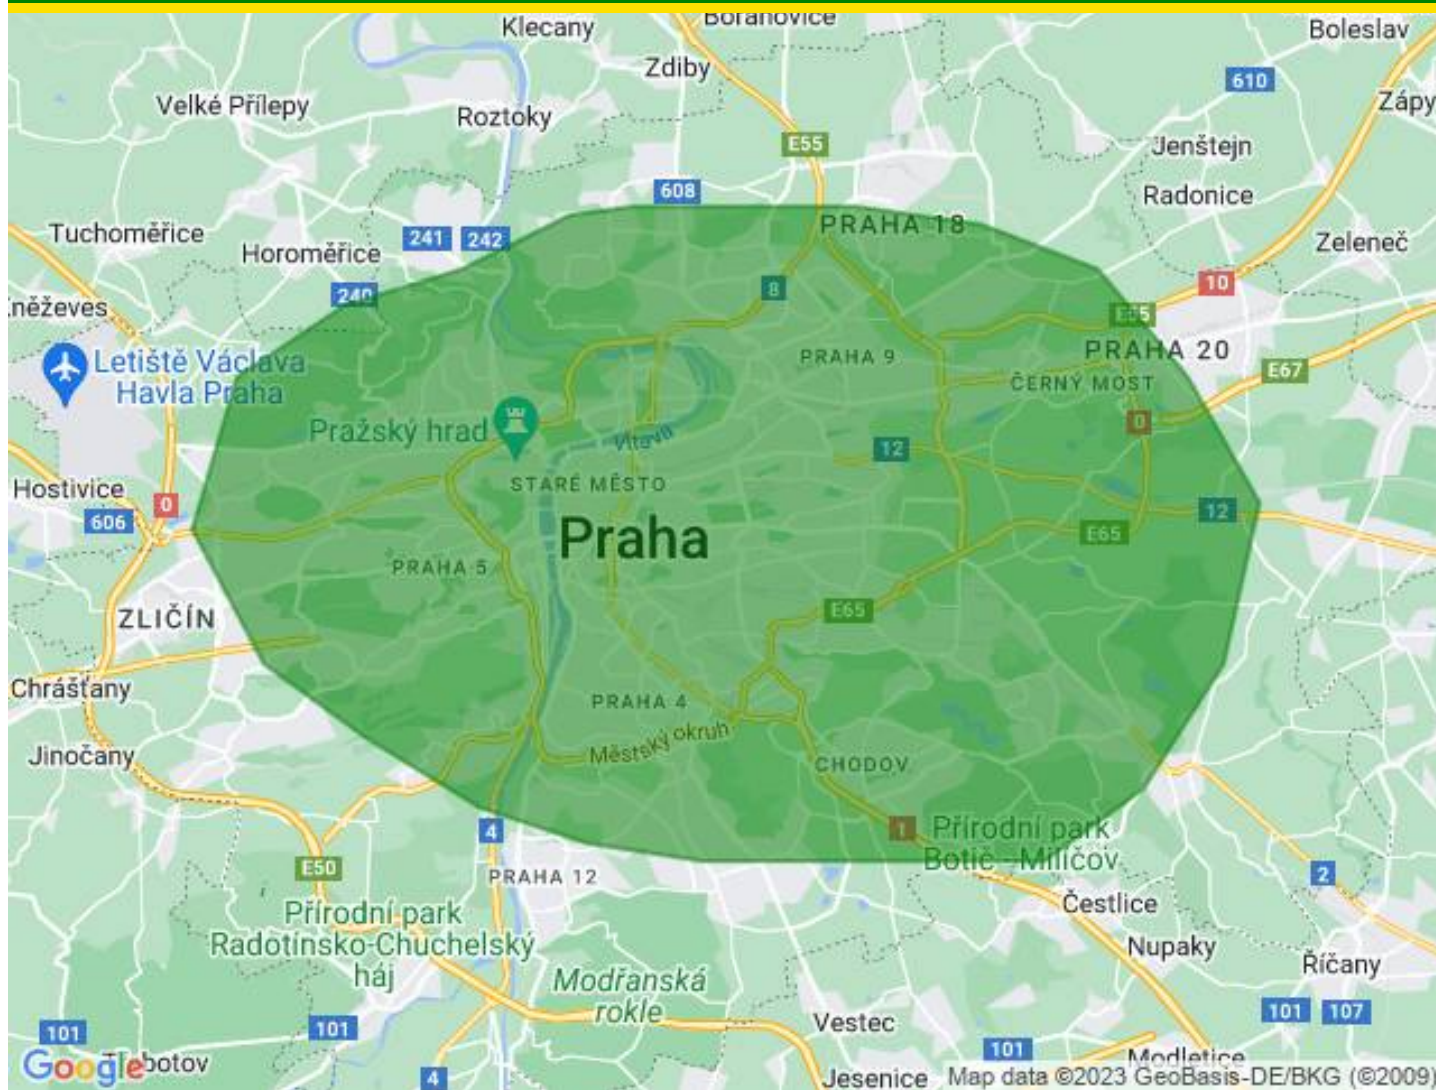 Klecany
Boleslav
Zdiby
610
Velké Přílepy
Zápy
Roztoky
E55
Jenštejn
608
Radonice
PRAHA 18
Tuchoměřice
241
242
Zeleneč
Horoměřice
10
240
8
E65
Kněževes
PRAHA 9
PRAHA 20
Letiště Václava
Havla Praha
E67
ČERNÝ MOST
0
Pražský hrad
Vltava
12
STARÉ MĚSTO
Hostivice
0
606
12
Praha
E65
PRAHA 5
E65
ZLIČÍN
Chrášťany
PRAHA 4
Městský okruh
Jinočany
CHODOV
4
1
Přírodní park
Botič - Milíčov
E50
PRAHA 12
2
Čestlice
Přírodní park
Radotínsko-Chuchelský
háj
Nupaky
Říčany
Modřanská
rokle
101
107
Vestec
101
101
101
Modletice
Google
4
Jesenice
Map data ©2023 GeoBasis-DE/BKG (©2009)